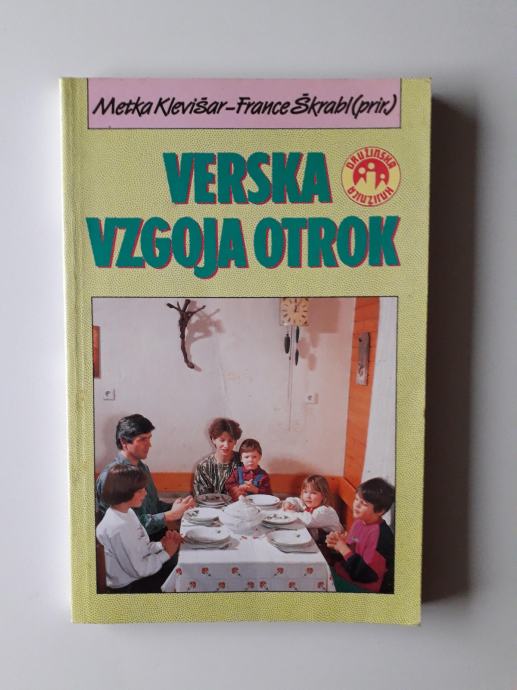 Metka Klevišar–France Škrabl (prir.)
VERSKA
VZGOJA OTROK
DRUŽINSKA
KNJIŽNICA